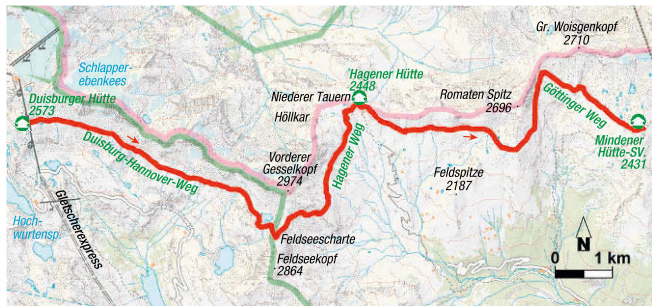 Gr. Woisgenkopf
2710
Schlapper-
ebenkees
Hagener Hütte
2448
Duisburger Hütte
2573
Niederer Tauern
Romaten Spitz
2696
Göttinger Weg
Höllkar
Mindener
Hütte-SV.
2431
Duisburg-Hannover-Weg
Vorderer
Gesselkopf
2974
Hagener Weg
Feldspitze
2187
Gletscherexpress
Hoch-
wurtensp.
Feldseescharte
Feldseekopf
2864
N
0 1 km